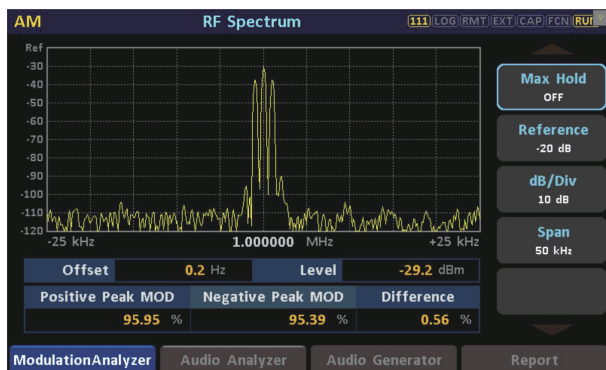 AM RF Spectrum 111 LOG RMT EXT CAP FCN RUN
Ref
-30
-40
-50
-60
-70
-80
-90
-100
-110
-120
-25 kHz 1.000000 MHz +25 kHz
Offset 0.2 Hz Level -29.2 dBm
Positive Peak MOD Negative Peak MOD Difference
95.95 % 95.39 % 0.56 %
Max Hold
OFF
Reference
-20 dB
dB/Div
10 dB
Span
50 kHz
ModulationAnalyzer Audio Analyzer Audio Generator Report